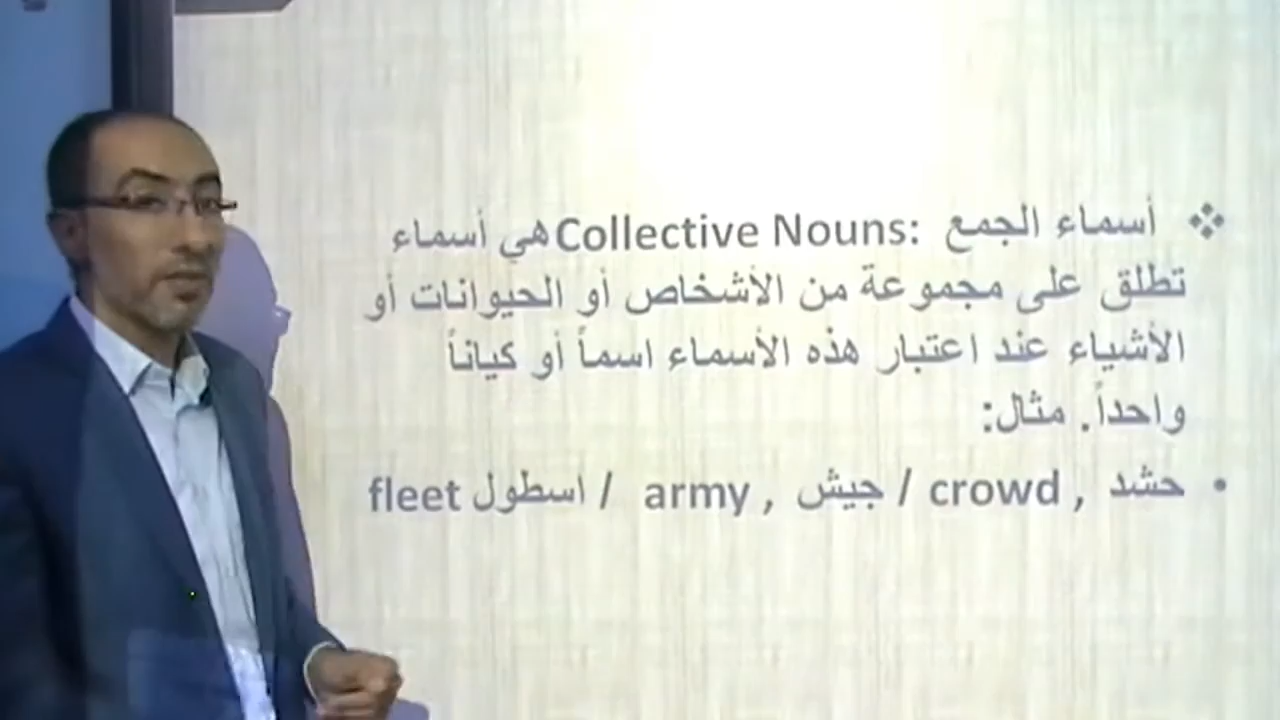 ❖ أسماء الجمع Collective Nouns: هي أسماء
تطلق على مجموعة من الأشخاص أو الحيوانات أو
الأشياء عند اعتبار هذه الأسماء اسماً أو كياناً
واحداً. مثال:
• حشد , crowd / جيش , army / اسطول fleet